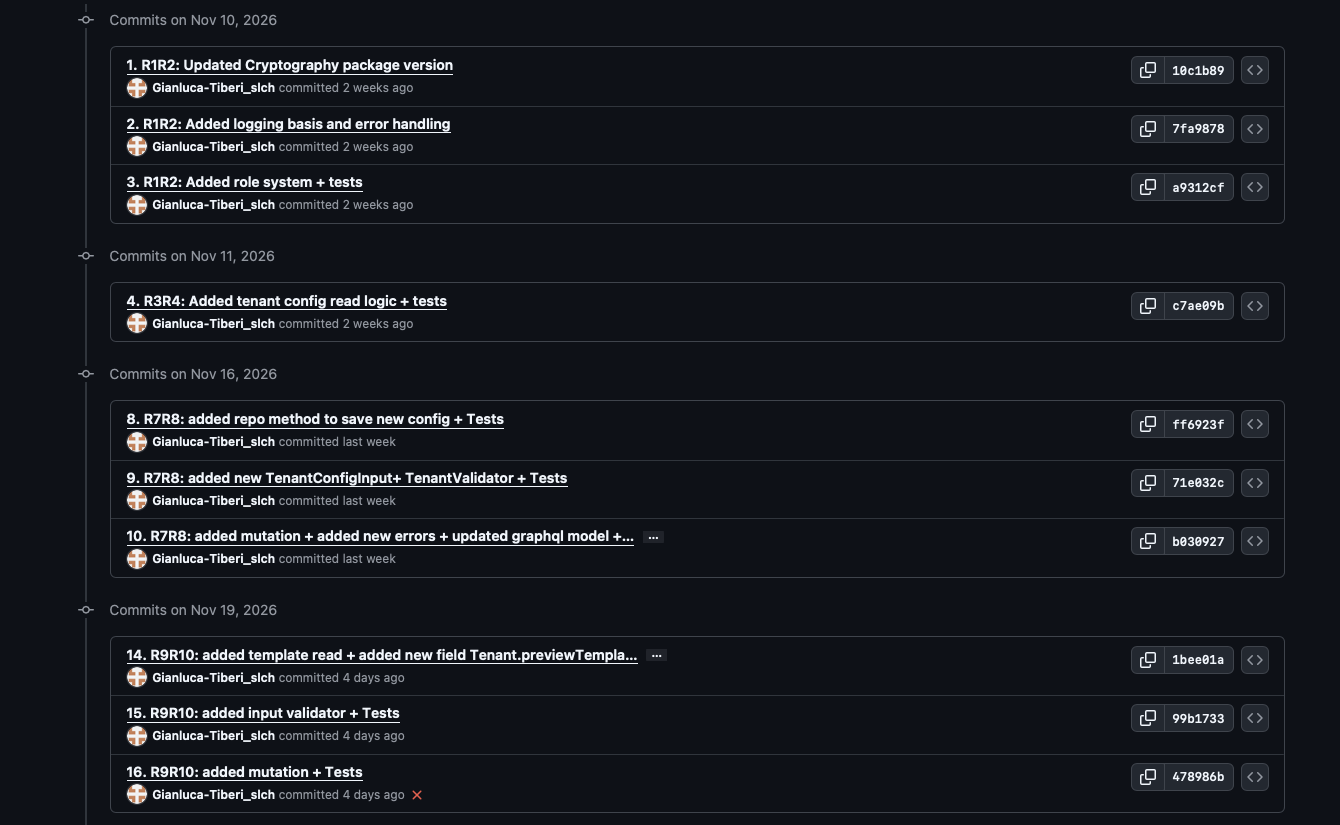 Commits on Nov 10, 2026
1. R1R2: Updated Cryptography package version
Gianluca-Tiberi_slch committed 2 weeks ago
10c1b89
2. R1R2: Added logging basis and error handling
Gianluca-Tiberi_slch committed 2 weeks ago
7fa9878
3. R1R2: Added role system + tests
Gianluca-Tiberi_slch committed 2 weeks ago
a9312cf
Commits on Nov 11, 2026
4. R3R4: Added tenant config read logic + tests
Gianluca-Tiberi_slch committed 2 weeks ago
c7ae09b
Commits on Nov 16, 2026
8. R7R8: added repo method to save new config + Tests
Gianluca-Tiberi_slch committed last week
ff6923f
9. R7R8: added new TenantConfigInput+ TenantValidator + Tests
Gianluca-Tiberi_slch committed last week
71e032c
10. R7R8: added mutation + added new errors + updated graphql model +... ...
Gianluca-Tiberi_slch committed last week
b030927
Commits on Nov 19, 2026
14. R9R10: added template read + added new field Tenant.previewTempla... ...
Gianluca-Tiberi_slch committed 4 days ago
1bee01a
15. R9R10: added input validator + Tests
Gianluca-Tiberi_slch committed 4 days ago
99b1733
16. R9R10: added mutation + Tests
Gianluca-Tiberi_slch committed 4 days ago
478986b